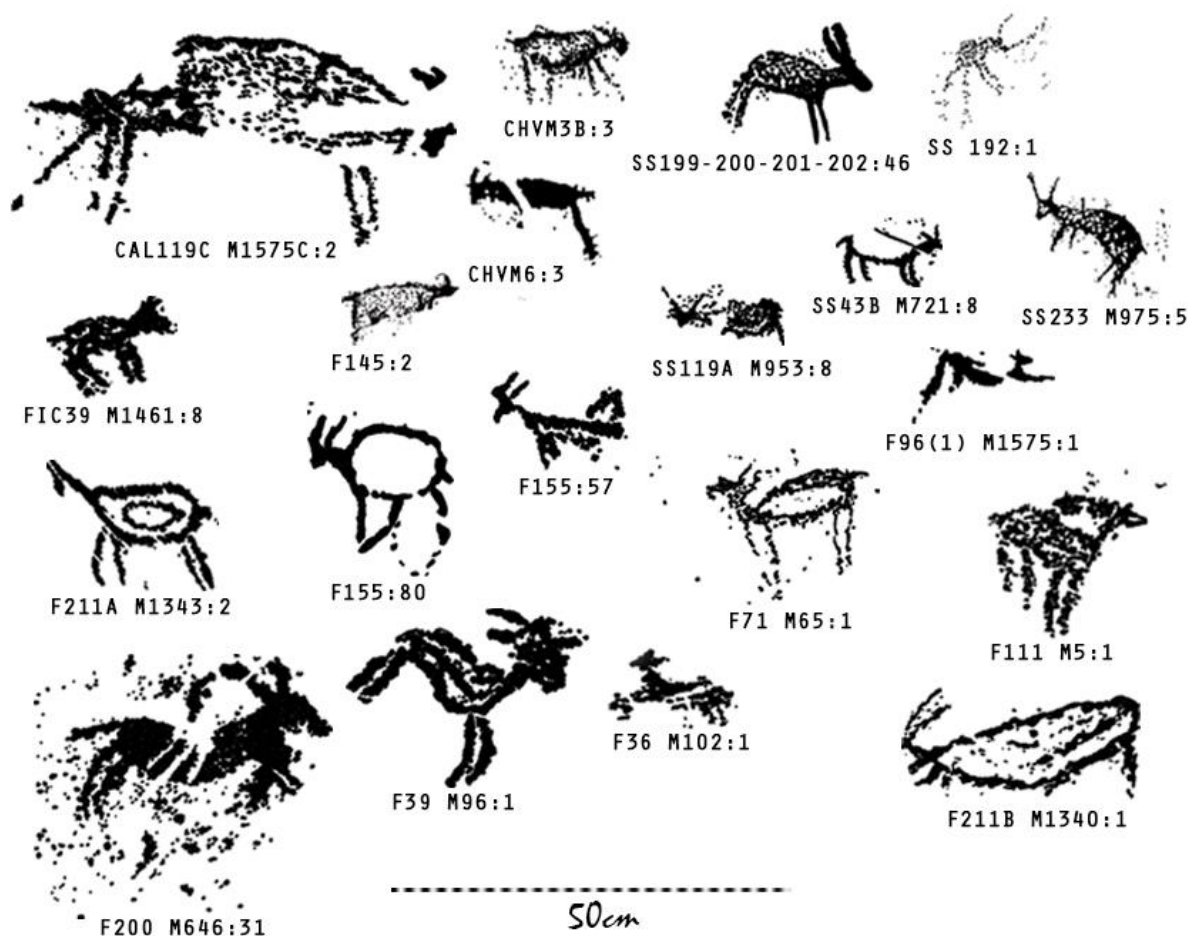 CHVM3B:3
SS199-200-201-202:46
SS 192:1
CAL119C M1575C:2
CHVM6:3
SS43B M721:8
SS233 M975:5
F145:2
SS119A M953:8
FIC39 M1461:8
F96(1) M1575:1
F155:57
F211A M1343:2
F155:80
F71 M65:1
F111 M5:1
F36 M102:1
F39 M96:1
F211B M1340:1
F200 M646:31
50cm